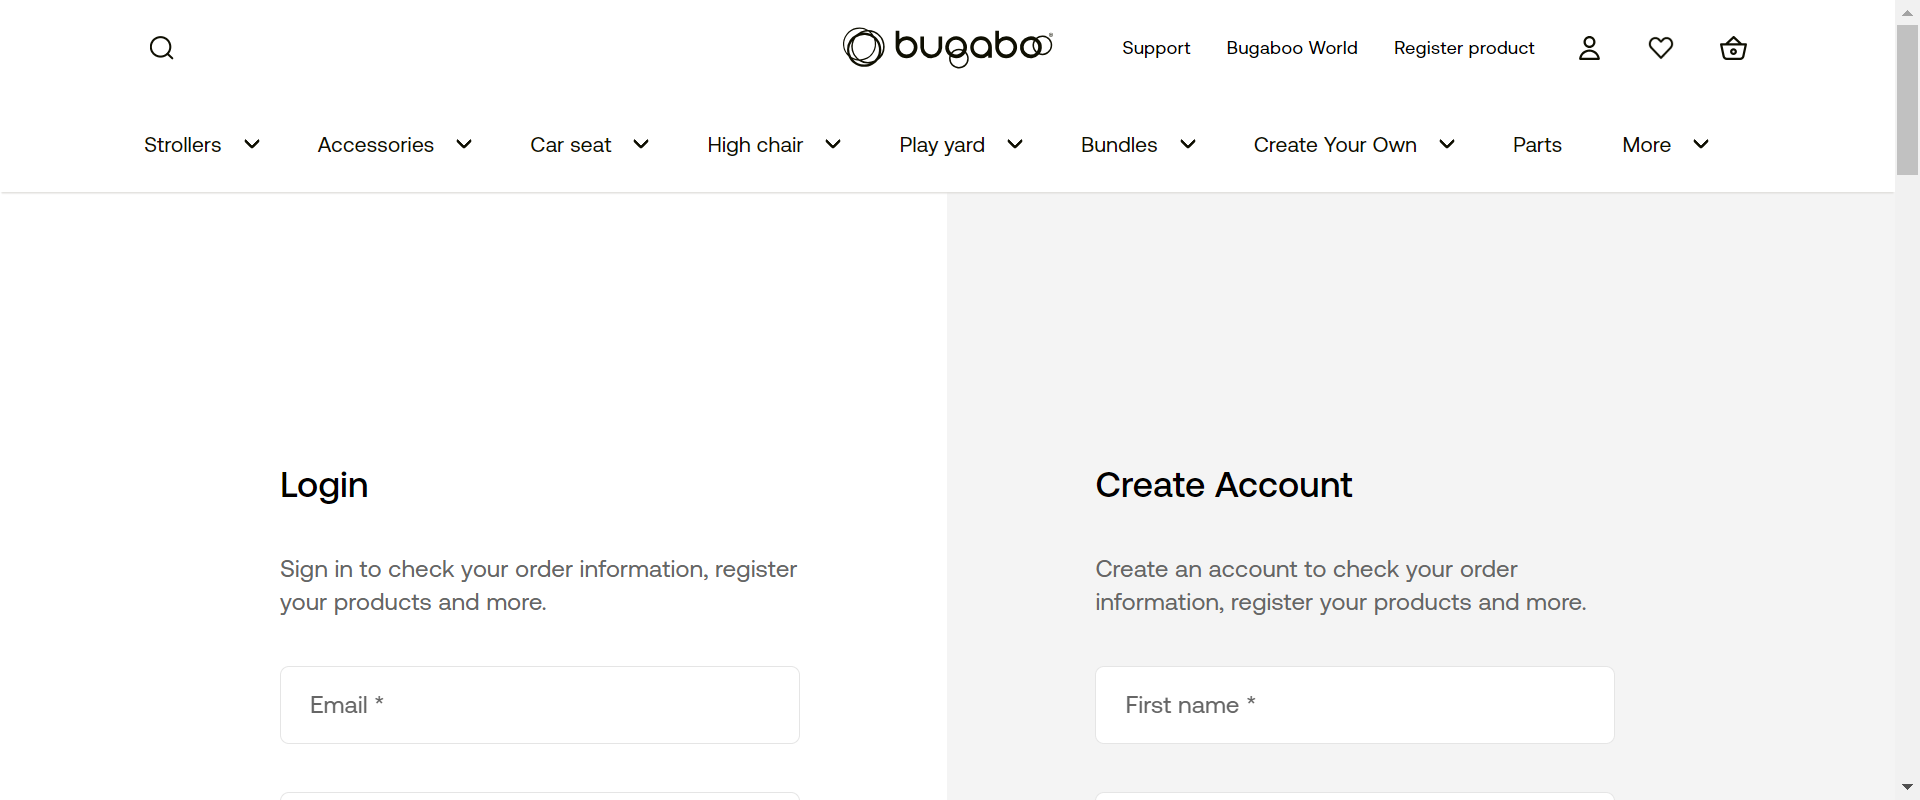 bugaboo
Support
Bugaboo World
Register product
Strollers
Accessories
Car seat
High chair
Play yard
Bundles
Create Your Own
Parts
More
Login
Sign in to check your order information, register
your products and more.
Email *
Create Account
Create an account to check your order
information, register your products and more.
First name *